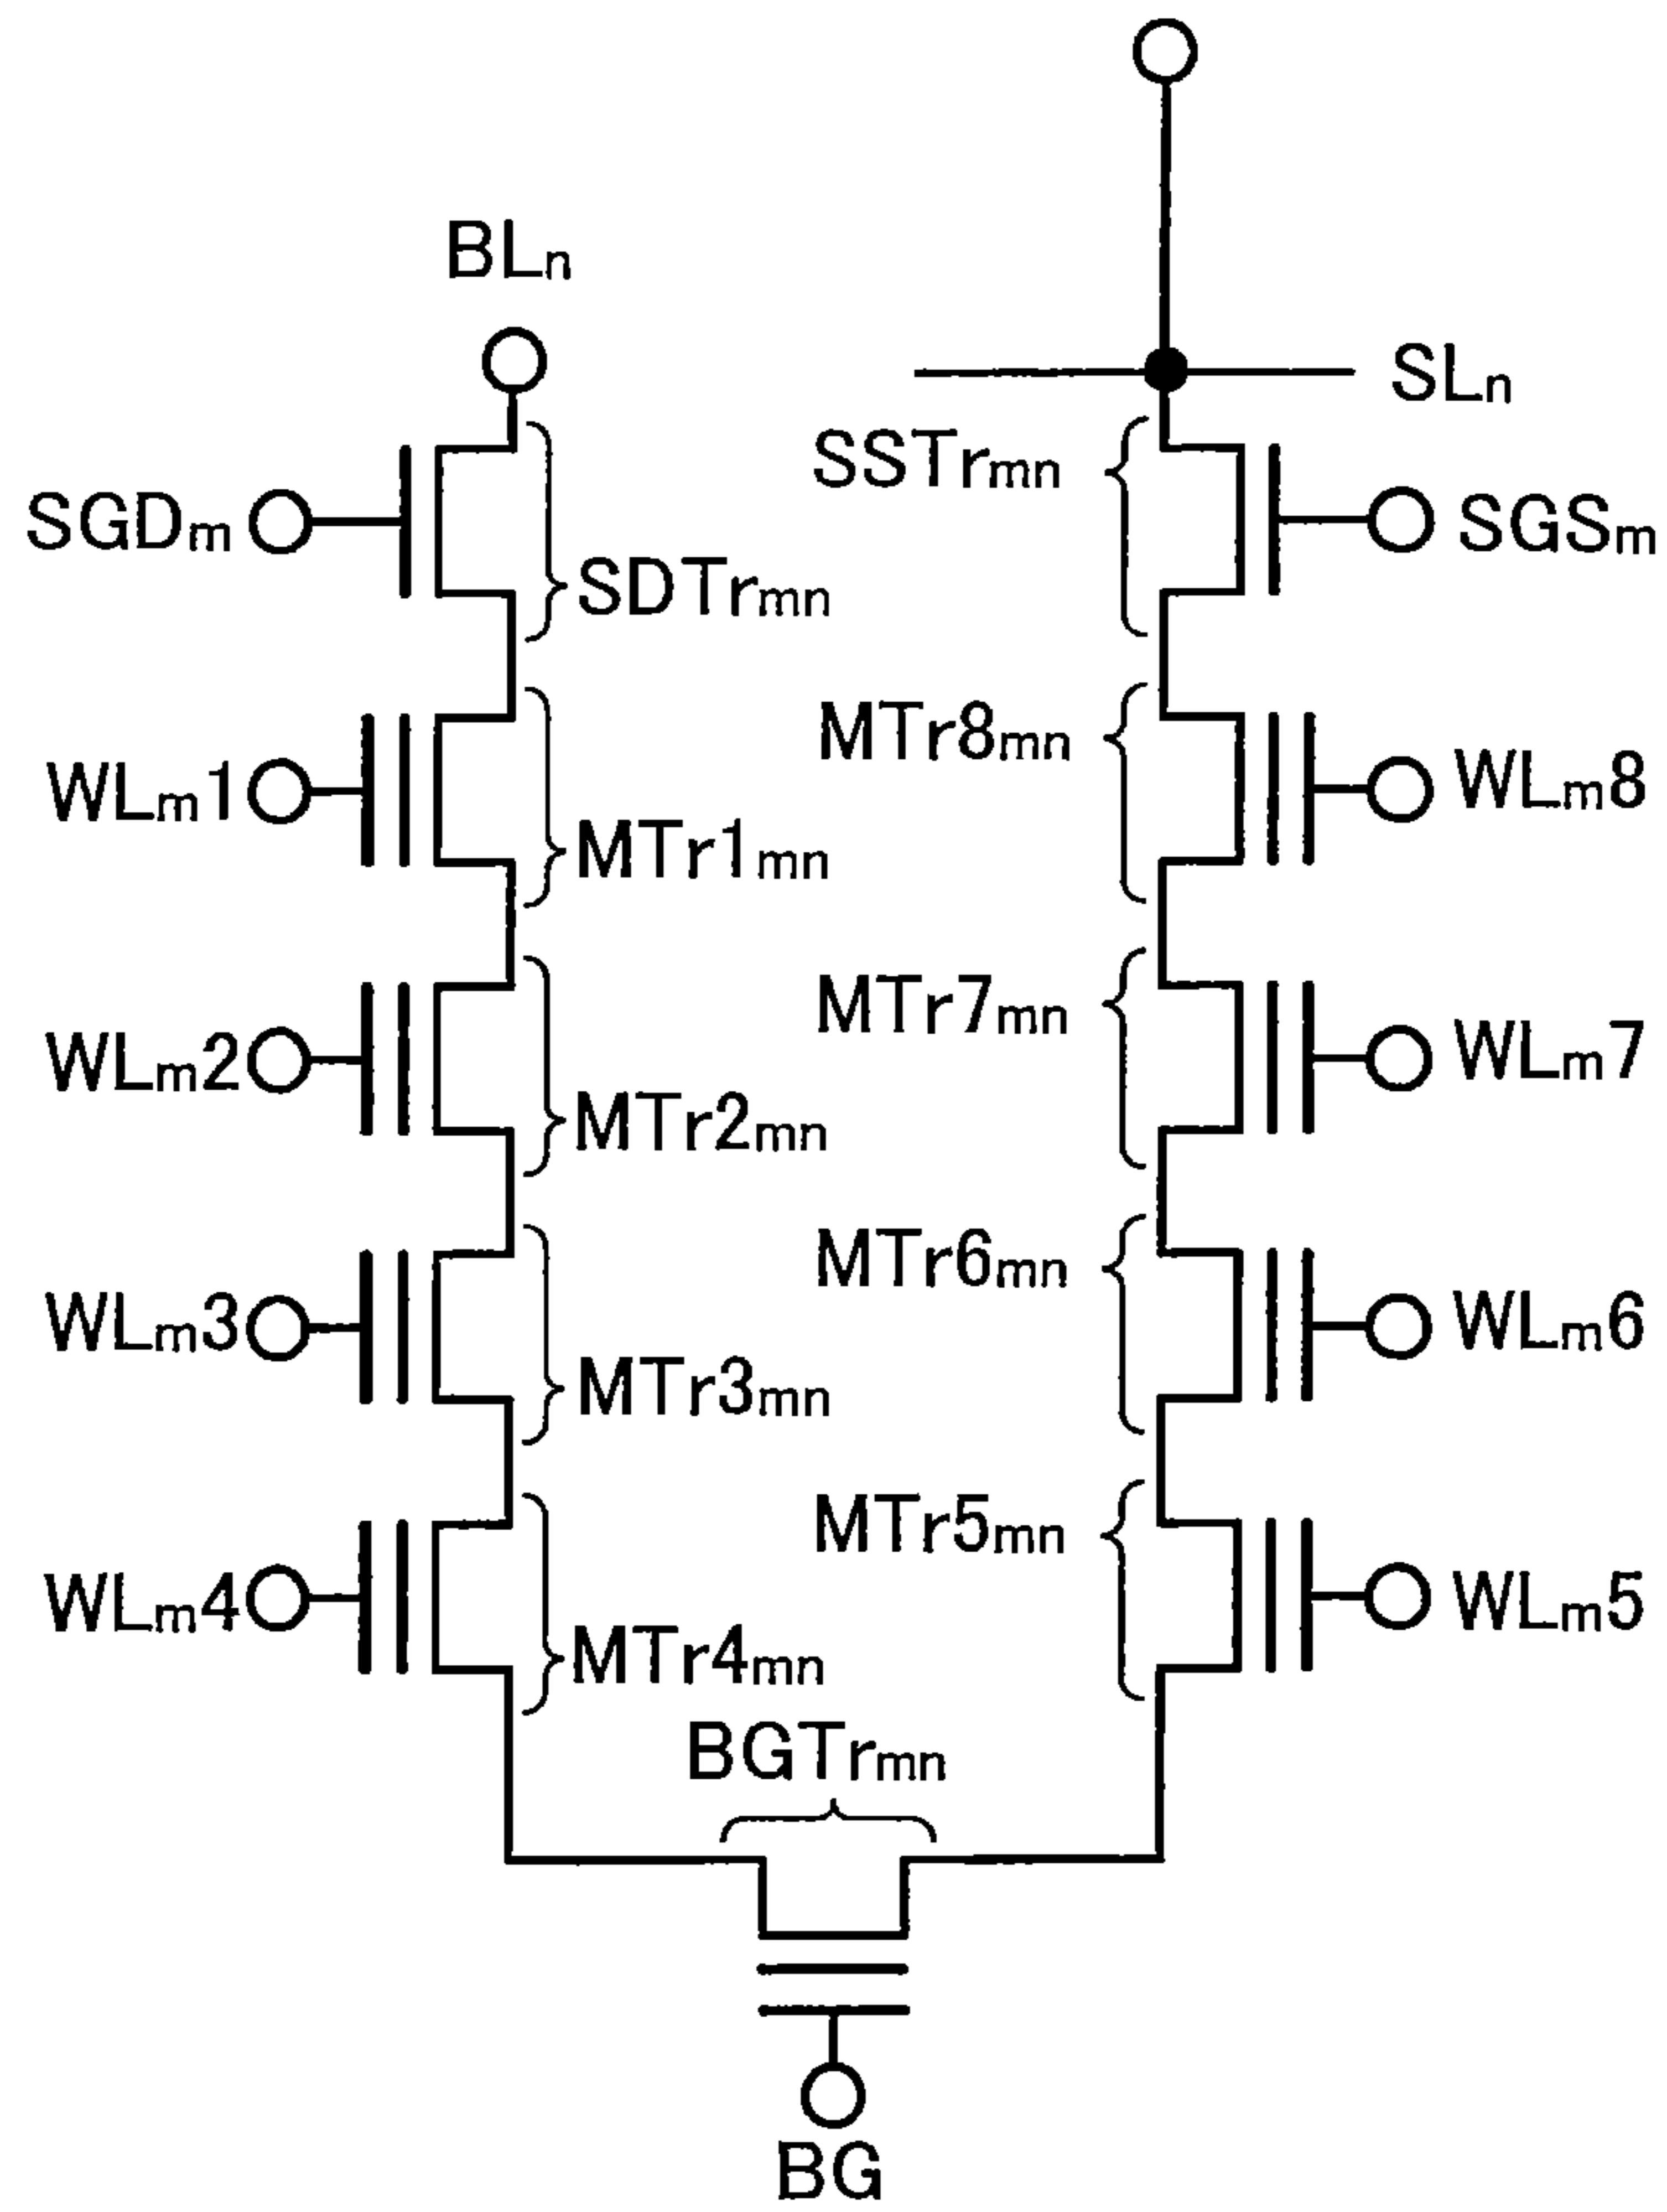 BLn
SLn
SSTrmn
SGDm
SGSm
SDTrmn
MTr8mn
WLm1
WLm8
MTr1mn
MTr7mn
WLm2
WLm7
MTr2mn
MTr6mn
WLm3
WLm6
MTr3mn
MTr5mn
WLm4
WLm5
MTr4mn
BGTrmn
BG